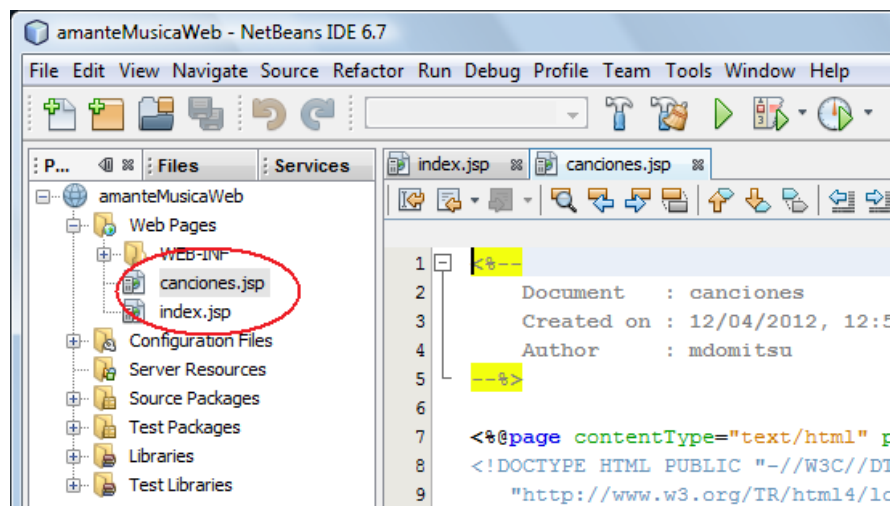 amanteMusicaWeb - NetBeans IDE 6.7
File Edit View Navigate Source Refactor Run Debug Profile Team Tools Window Help
P... Files Services
index.jsp canciones.jsp
amanteMusicaWeb
Web Pages
WEB-INF
canciones.jsp
index.jsp
Configuration Files
Server Resources
Source Packages
Test Packages
Libraries
Test Libraries
1 <%--
2 Document : canciones
3 Created on : 12/04/2012, 12:5
4 Author : mdomitsu
5 --%>
6
7 <%@page contentType="text/html" p
8 <!DOCTYPE HTML PUBLIC "-//W3C//DT
9 "http://www.w3.org/TR/html4/lo